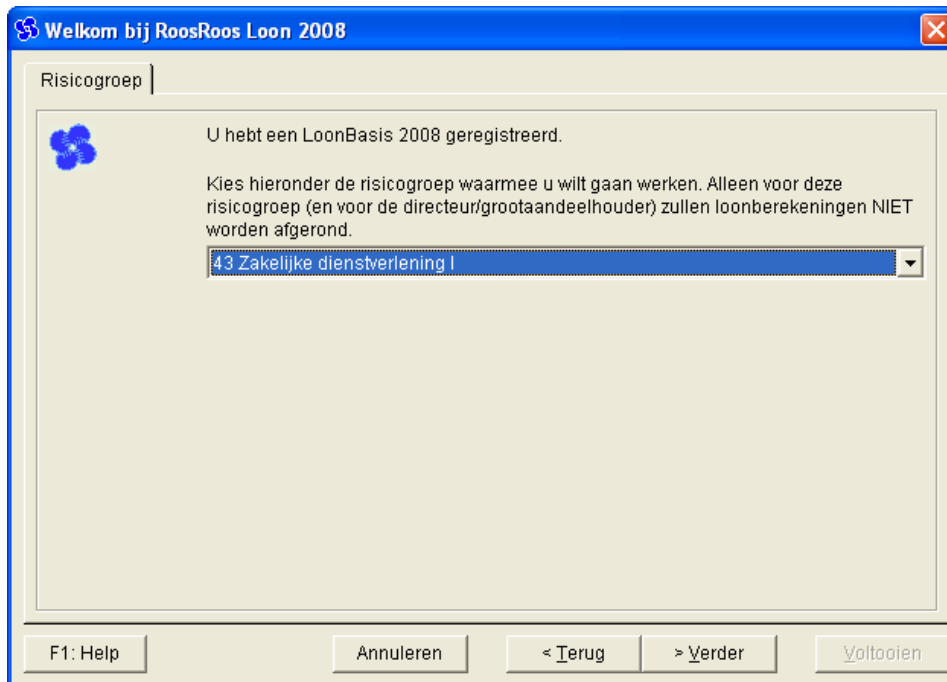 Welkom bij RoosRoos Loon 2008
Risicogroep
U hebt een LoonBasis 2008 geregistreerd.
Kies hieronder de risicogroep waarmee u wilt gaan werken. Alleen voor deze
risicogroep (en voor de directeur/grootaandeelhouder) zullen loonberekeningen NIET
worden afgerond.
43 Zakelijke dienstverlening I
F1: Help
Annuleren
< Terug
> Verder
Voltooien